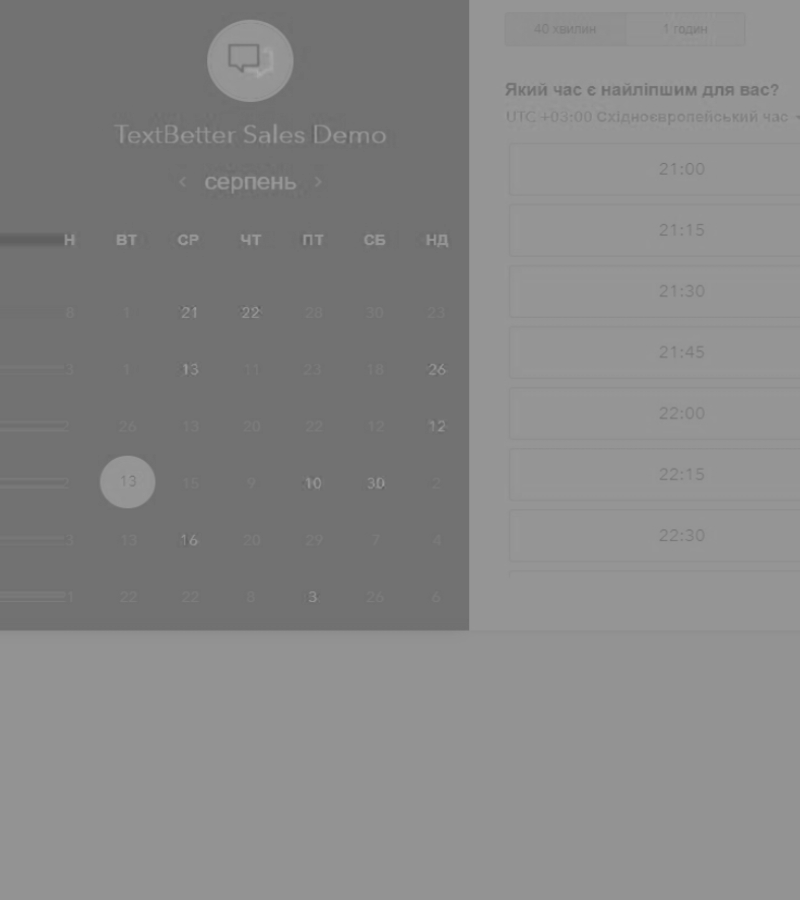 TextBetter Sales Demo
‹ серпень ›
Н ВТ СР ЧТ ПТ СБ НД
8 1 21 22 28 30 23
3 1 13 11 23 18 26
2 26 13 20 22 12 12
2 13 15 9 10 30 2
3 13 16 20 29 7 4
1 22 22 8 3 26 6
40 хвилин 1 годин
Який час є найліпшим для вас?
UTC +03:00 Східноєвропейський час
21:00
21:15
21:30
21:45
22:00
22:15
22:30